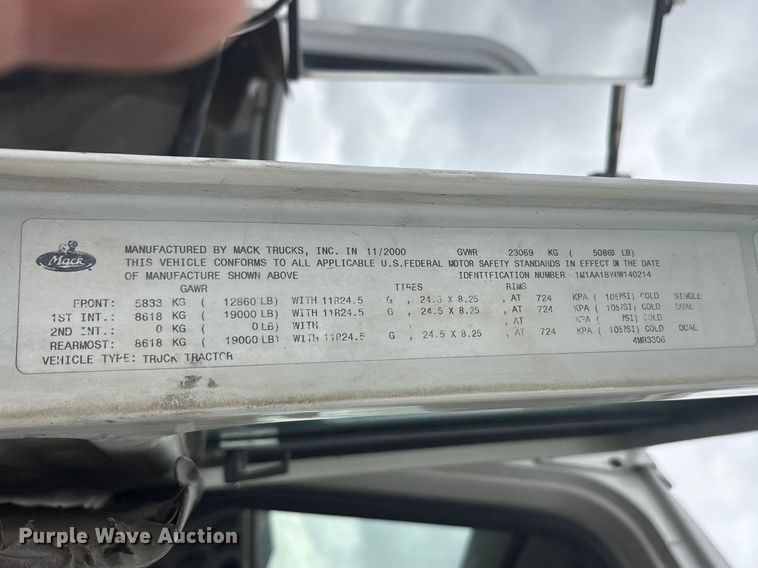 Mack
MANUFACTURED BY MACK TRUCKS, INC. IN 11/2000 GVWR 23069 KG ( 50860 LB)
THIS VEHICLE CONFORMS TO ALL APPLICABLE U.S.FEDERAL MOTOR SAFETY STANDARDS IN EFFECT ON THE DATE
OF MANUFACTURE SHOWN ABOVE IDENTIFICATION NUMBER
GAWR TIRES RIMS
FRONT: 5833 KG ( 12860 LB) WITH 11R24.5 G , 24.5 X 8.25 , AT 724 KPA ( 105PSI) COLD SINGLE
1ST INT.: 8618 KG ( 19000 LB) WITH 11R24.5 G , 24.5 X 8.25 , AT 724 KPA ( 105PSI) COLD DUAL
2ND INT.: 0 KG ( 0 LB) WITH , , AT KPA ( PSI) COLD
REARMOST: 8618 KG ( 19000 LB) WITH 11R24.5 G , 24.5 X 8.25 , AT 724 KPA ( 105PSI) COLD DUAL
VEHICLE TYPE: TRUCK TRACTOR 4MR3306
Purple Wave Auction